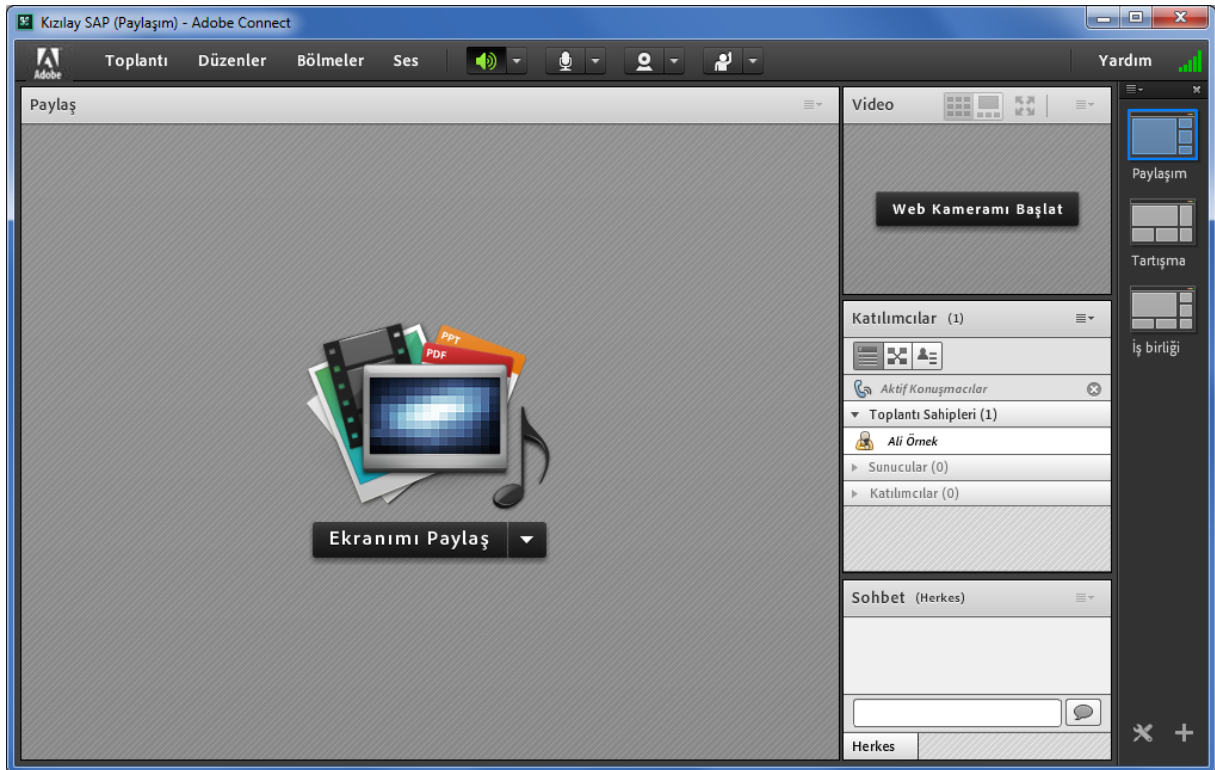 Kızılay SAP (Paylaşım) - Adobe Connect
Adobe
Toplantı Düzenler Bölmeler Ses Yardım
Paylaş
PPT
PDF
Ekranımı Paylaş
Video
Web Kameramı Başlat
Katılımcılar (1)
Aktif Konuşmacılar
Toplantı Sahipleri (1)
Ali Örnek
Sunucular (0)
Katılımcılar (0)
Sohbet (Herkes)
Herkes
Paylaşım
Tartışma
İş birliği